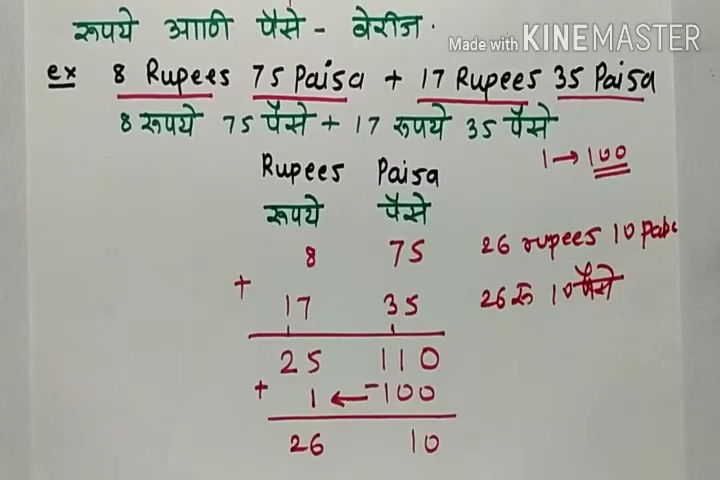 रूपये आणि पैसे - बेरीज.
Made with KINEMASTER
ex 8 Rupees 75 Paisa + 17 Rupees 35 Paisa
8 रूपये 75 पैसे + 17 रूपये 35 पैसे
1 → 100
Rupees Paisa
रूपये पैसे
8 75
+ 17 35
25 110
+ 1 ← -100
26 10
26 rupees 10
26 रू 10 पैसे